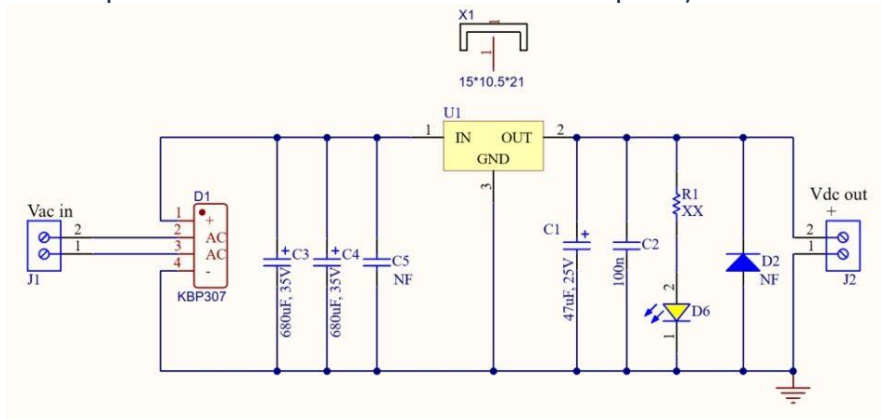 X1
1
15*10.5*21
U1
1 IN OUT 2
GND
3
D1
1 +
2 AC
3 AC
4 -
KBP307
Vac in
2
1
J1
+ C3
680uF, 35V
+ C4
680uF, 35V
C5
NF
C1 +
47uF, 25V
C2
100n
R1
XX
2
D6
1
D2
NF
Vdc out
+
2
1
J2